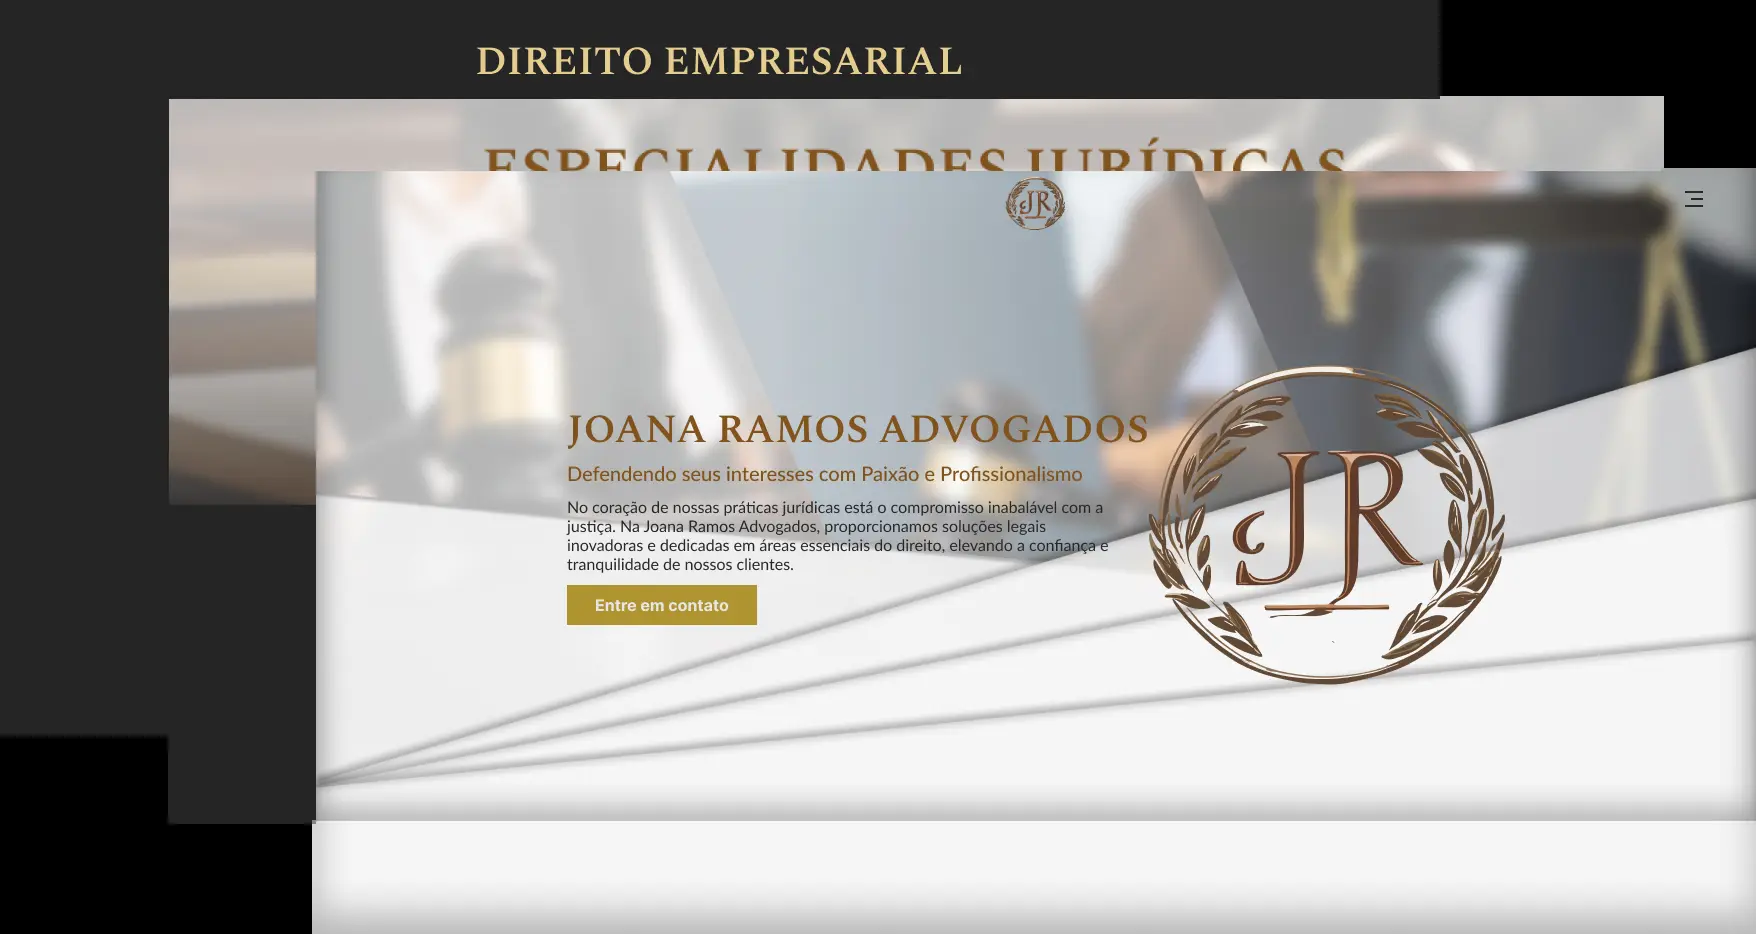 DIREITO EMPRESARIAL
ESPECIALIDADES JURÍDICAS
JR
JOANA RAMOS ADVOGADOS
Defendendo seus interesses com Paixão e Profissionalismo
No coração de nossas práticas jurídicas está o compromisso inabalável com a
justiça. Na Joana Ramos Advogados, proporcionamos soluções legais
inovadoras e dedicadas em áreas essenciais do direito, elevando a confiança e
tranquilidade de nossos clientes.
Entre em contato
JR